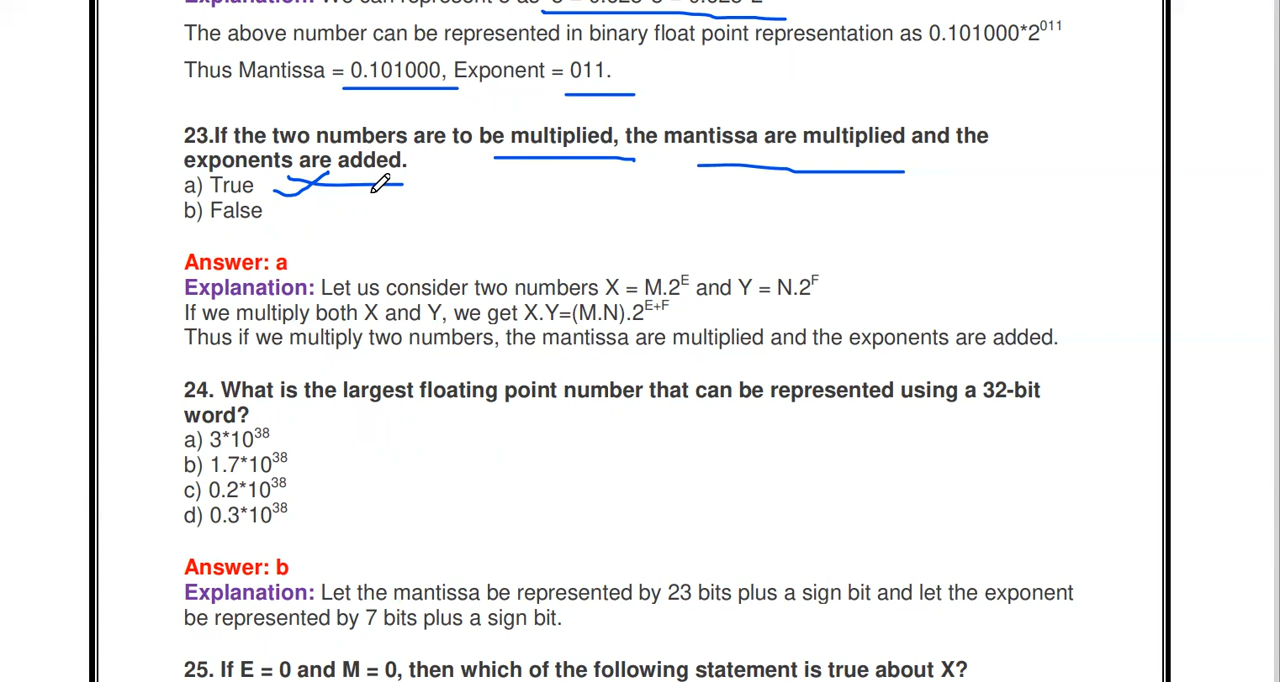 The above number can be represented in binary float point representation as 0.101000*2^011
Thus Mantissa = 0.101000, Exponent = 011.
23.If the two numbers are to be multiplied, the mantissa are multiplied and the
exponents are added.
a) True
b) False
Answer: a
Explanation: Let us consider two numbers X = M.2^E and Y = N.2^F
If we multiply both X and Y, we get X.Y=(M.N).2^E+F
Thus if we multiply two numbers, the mantissa are multiplied and the exponents are added.
24. What is the largest floating point number that can be represented using a 32-bit
word?
a) 3*10^38
b) 1.7*10^38
c) 0.2*10^38
d) 0.3*10^38
Answer: b
Explanation: Let the mantissa be represented by 23 bits plus a sign bit and let the exponent
be represented by 7 bits plus a sign bit.
25. If E = 0 and M = 0, then which of the following statement is true about X?